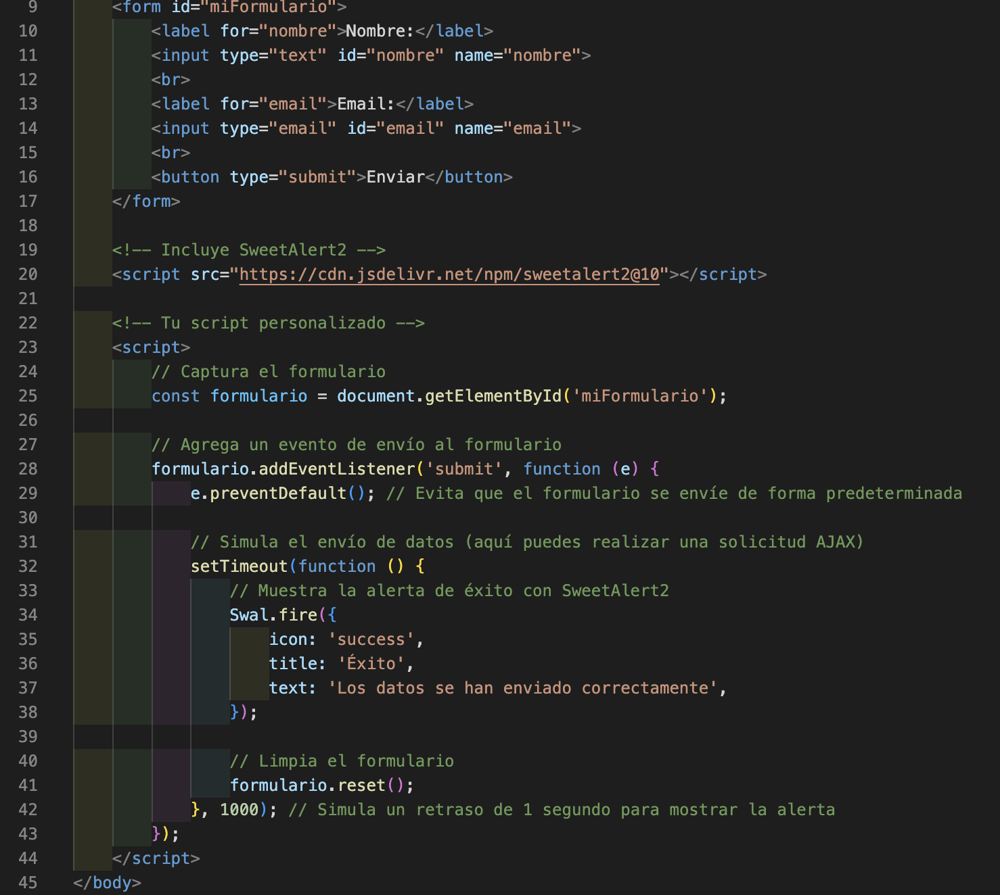 9 <form id="miFormulario">
10 <label for="nombre">Nombre:</label>
11 <input type="text" id="nombre" name="nombre">
12 <br>
13 <label for="email">Email:</label>
14 <input type="email" id="email" name="email">
15 <br>
16 <button type="submit">Enviar</button>
17 </form>
18
19 <!-- Incluye SweetAlert2 -->
20 <script src="https://cdn.jsdelivr.net/npm/sweetalert2@10"></script>
21
22 <!-- Tu script personalizado -->
23 <script>
24 // Captura el formulario
25 const formulario = document.getElementById('miFormulario');
26
27 // Agrega un evento de envío al formulario
28 formulario.addEventListener('submit', function (e) {
29 e.preventDefault(); // Evita que el formulario se envíe de forma predeterminada
30
31 // Simula el envío de datos (aquí puedes realizar una solicitud AJAX)
32 setTimeout(function () {
33 // Muestra la alerta de éxito con SweetAlert2
34 Swal.fire({
35 icon: 'success',
36 title: 'Éxito',
37 text: 'Los datos se han enviado correctamente',
38 });
39
40 // Limpia el formulario
41 formulario.reset();
42 }, 1000); // Simula un retraso de 1 segundo para mostrar la alerta
43 });
44 </script>
45 </body>